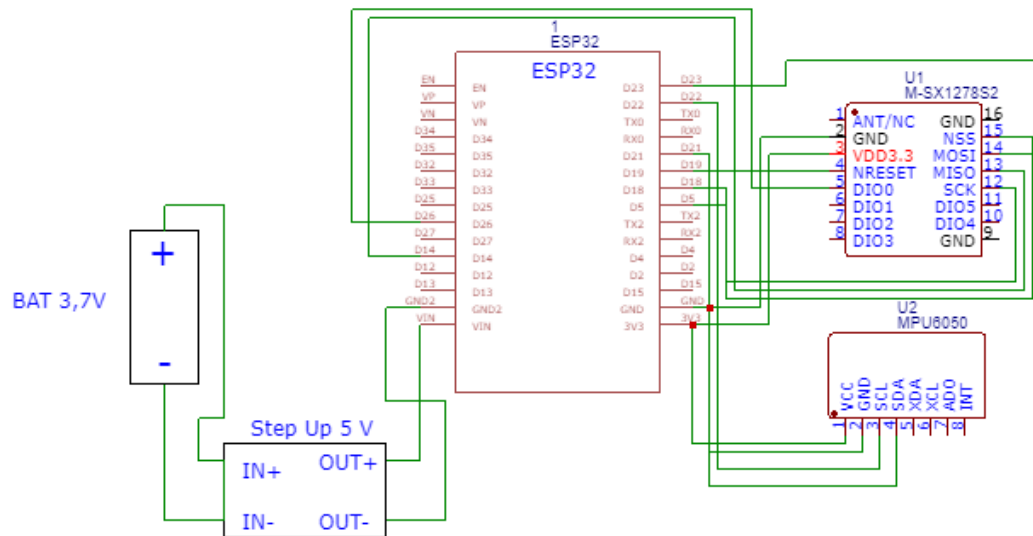 1
ESP32
ESP32
EN
VP
VN
D34
D35
D32
D33
D25
D26
D27
D14
D12
D13
GND2
VIN
EN
VP
VN
D34
D35
D32
D33
D25
D26
D27
D14
D12
D13
GND2
VIN
D23
D22
TX0
RX0
D21
D19
D18
D5
TX2
RX2
D4
D2
D15
GND
3V3
D23
D22
TX0
RX0
D21
D19
D18
D5
TX2
RX2
D4
D2
D15
GND
3V3
U1
M-SX1278S2
1 ANT/NC GND 16
2 GND NSS 15
3 VDD3.3 MOSI 14
4 NRESET MISO 13
5 DIO0 SCK 12
6 DIO1 DIO5 11
7 DIO2 DIO4 10
8 DIO3 GND 9
+
BAT 3,7V
-
U2
MPU6050
VCC
GND
SCL
SDA
XDA
XCL
ADO
INT
1
2
3
4
5
6
7
8
Step Up 5 V
IN+ OUT+
IN- OUT-